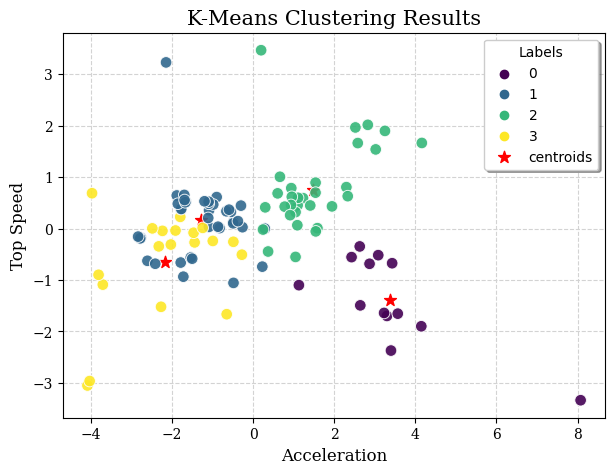 K-Means Clustering Results
Labels
0
1
2
3
centroids
3
2
1
0
−1
−2
−3
Top Speed
−4 −2 0 2 4 6 8
Acceleration